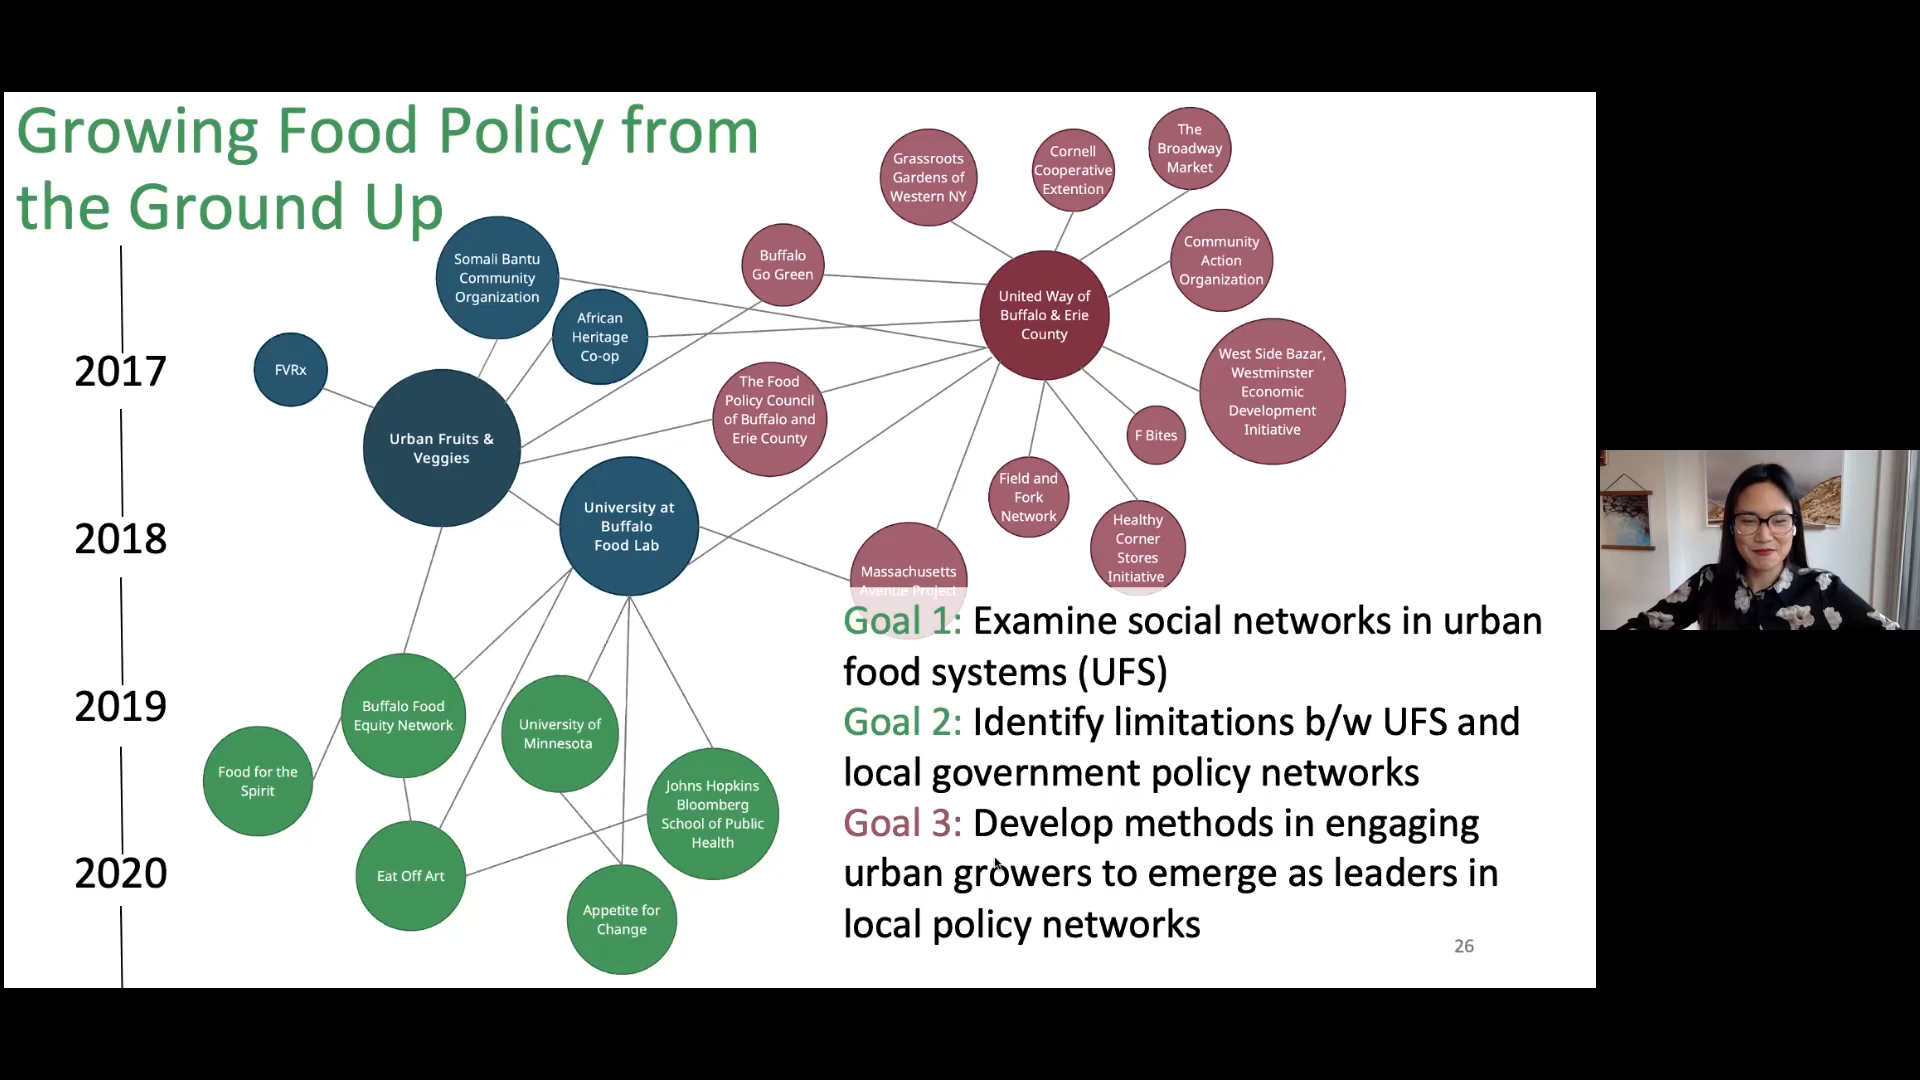 Growing Food Policy from
the Ground Up
2017
2018
2019
2020
Somali Bantu
Community
Organization
African
Heritage
Co-op
FVRx
Urban Fruits &
Veggies
University at
Buffalo
Food Lab
Buffalo
Go Green
The Food
Policy Council
of Buffalo and
Erie County
Grassroots
Gardens of
Western NY
Cornell
Cooperative
Extention
The
Broadway
Market
Community
Action
Organization
United Way of
Buffalo & Erie
County
West Side Bazar,
Westminster
Economic
Development
Initiative
F Bites
Field and
Fork
Network
Healthy
Corner
Stores
Initiative
Massachusetts
Avenue Project
Buffalo Food
Equity Network
University of
Minnesota
Food for the
Spirit
Johns Hopkins
Bloomberg
School of Public
Health
Eat Off Art
Appetite for
Change
Goal 1: Examine social networks in urban
food systems (UFS)
Goal 2: Identify limitations b/w UFS and
local government policy networks
Goal 3: Develop methods in engaging
urban growers to emerge as leaders in
local policy networks
26